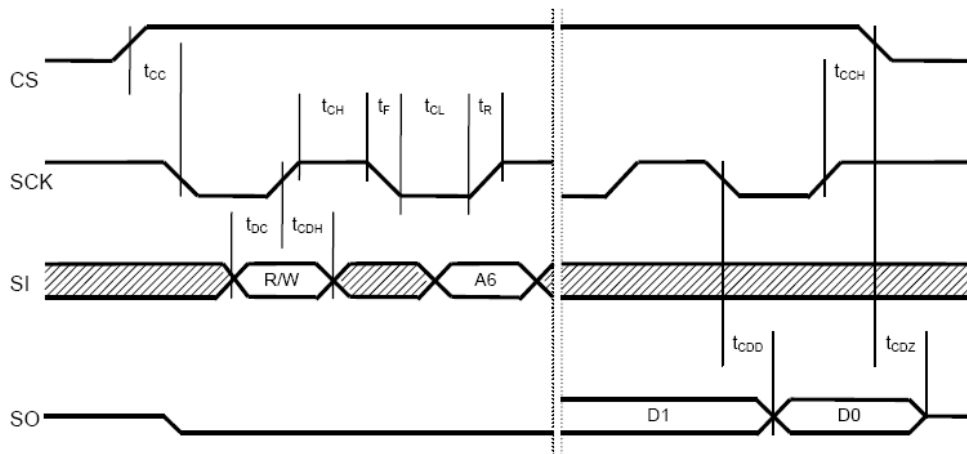 CS
tCC
tCCH
tCH
tF
tCL
tR
SCK
tDC
tCDH
SI
R/W
A6
tCDD
tCDZ
SO
D1
D0